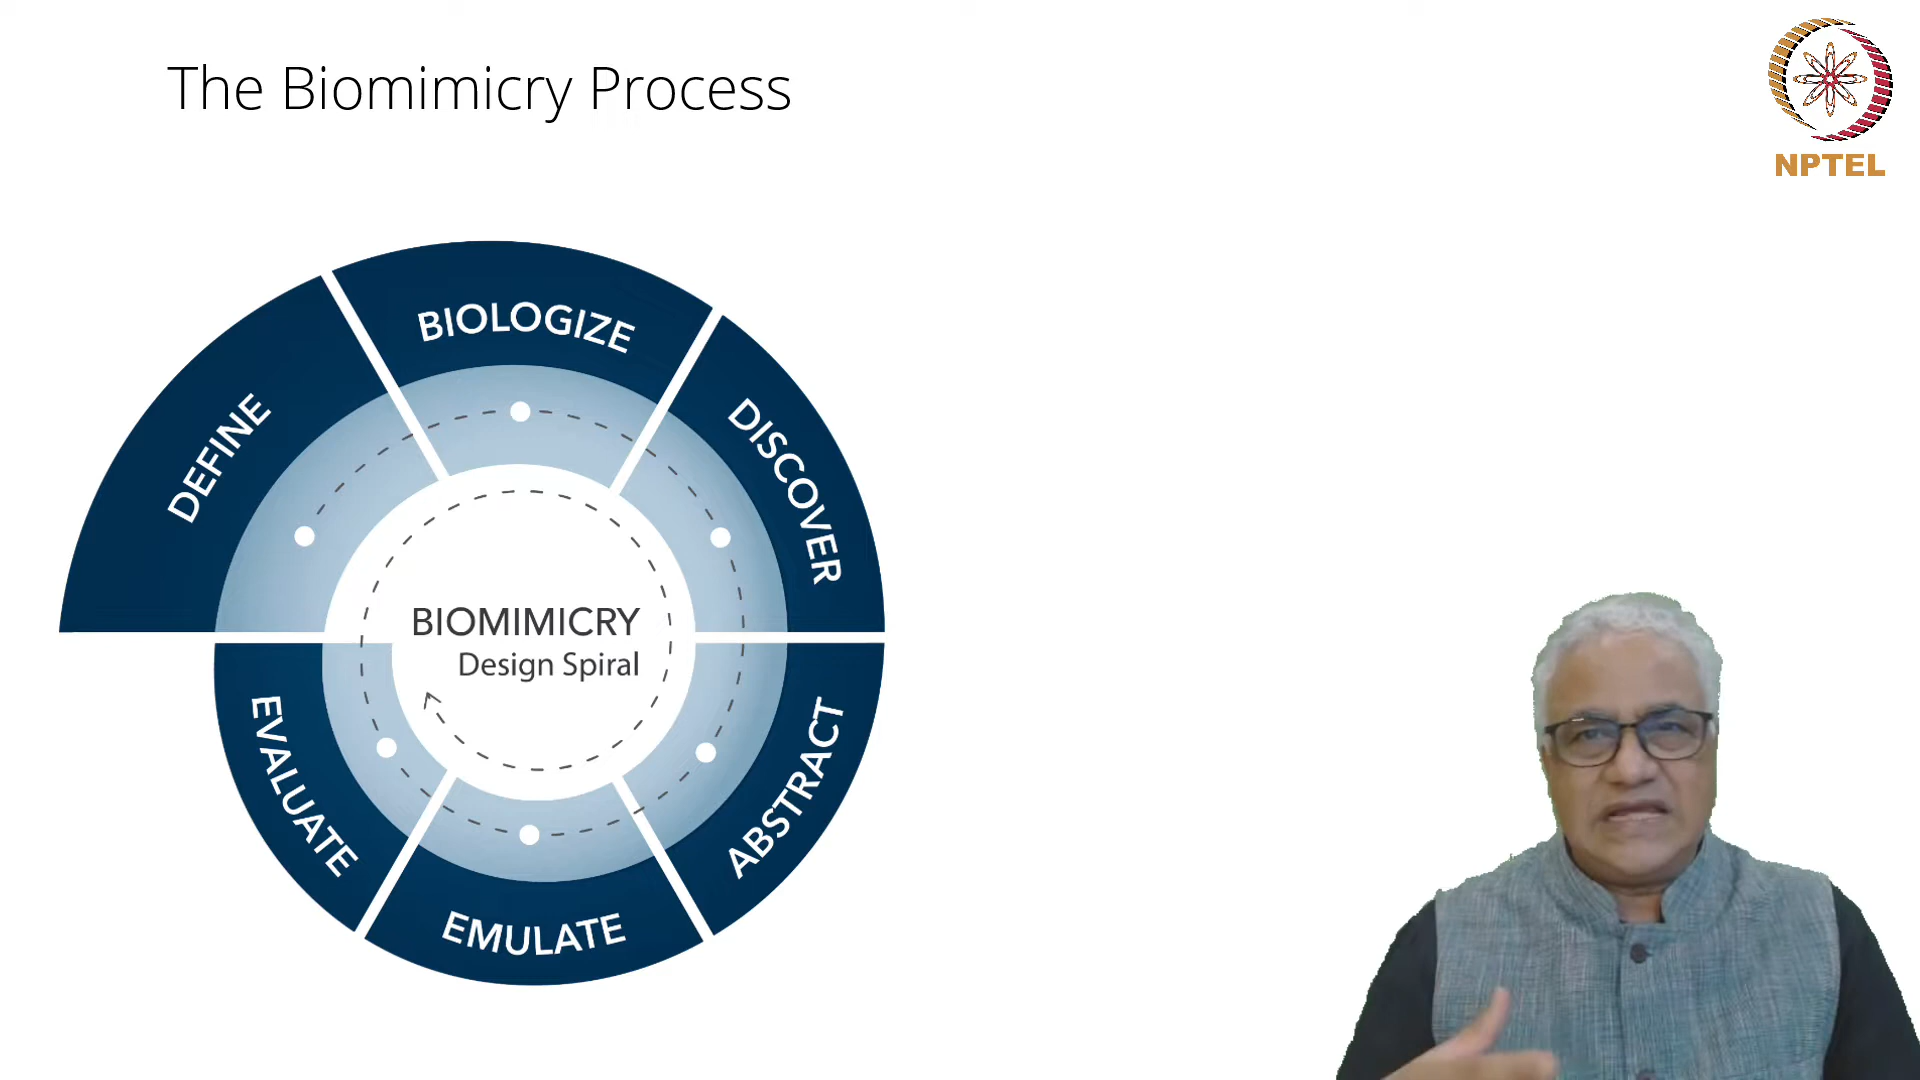 The Biomimicry Process
NPTEL
DEFINE
BIOLOGIZE
DISCOVER
ABSTRACT
EMULATE
EVALUATE
BIOMIMICRY
Design Spiral